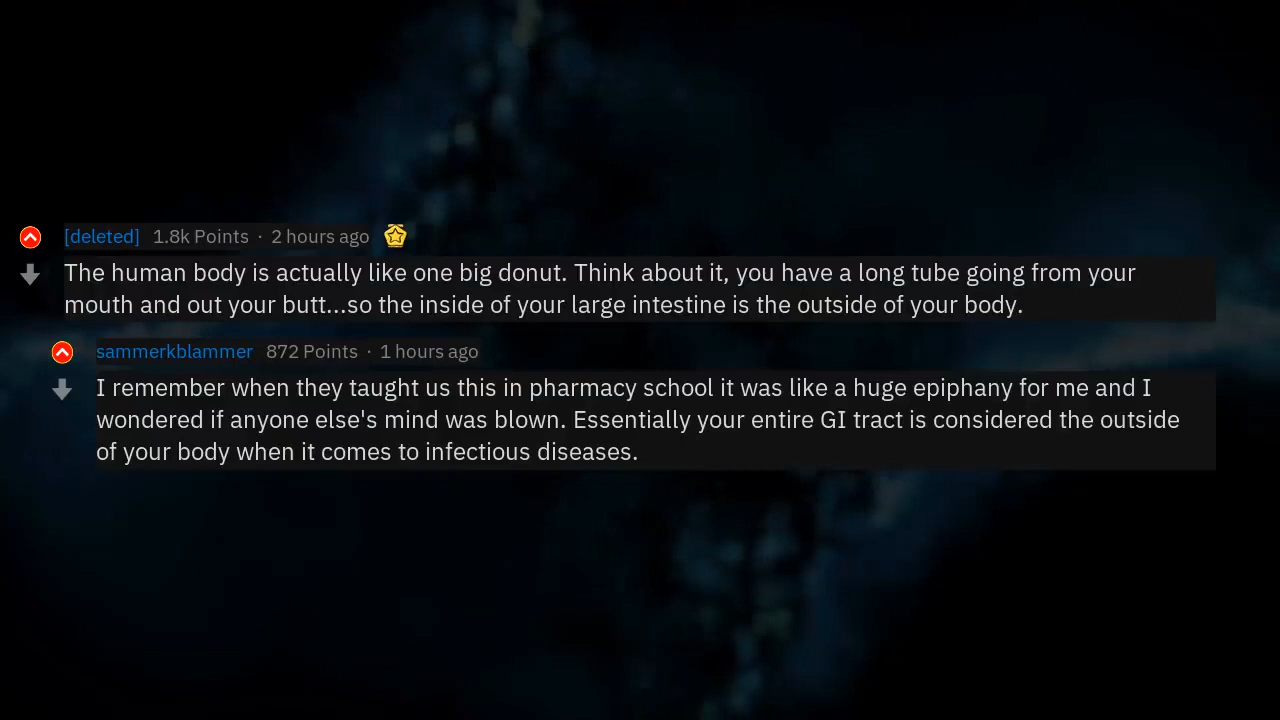 [deleted] 1.8k Points · 2 hours ago
The human body is actually like one big donut. Think about it, you have a long tube going from your
mouth and out your butt...so the inside of your large intestine is the outside of your body.
sammerkblammer 872 Points · 1 hours ago
I remember when they taught us this in pharmacy school it was like a huge epiphany for me and I
wondered if anyone else's mind was blown. Essentially your entire GI tract is considered the outside
of your body when it comes to infectious diseases.